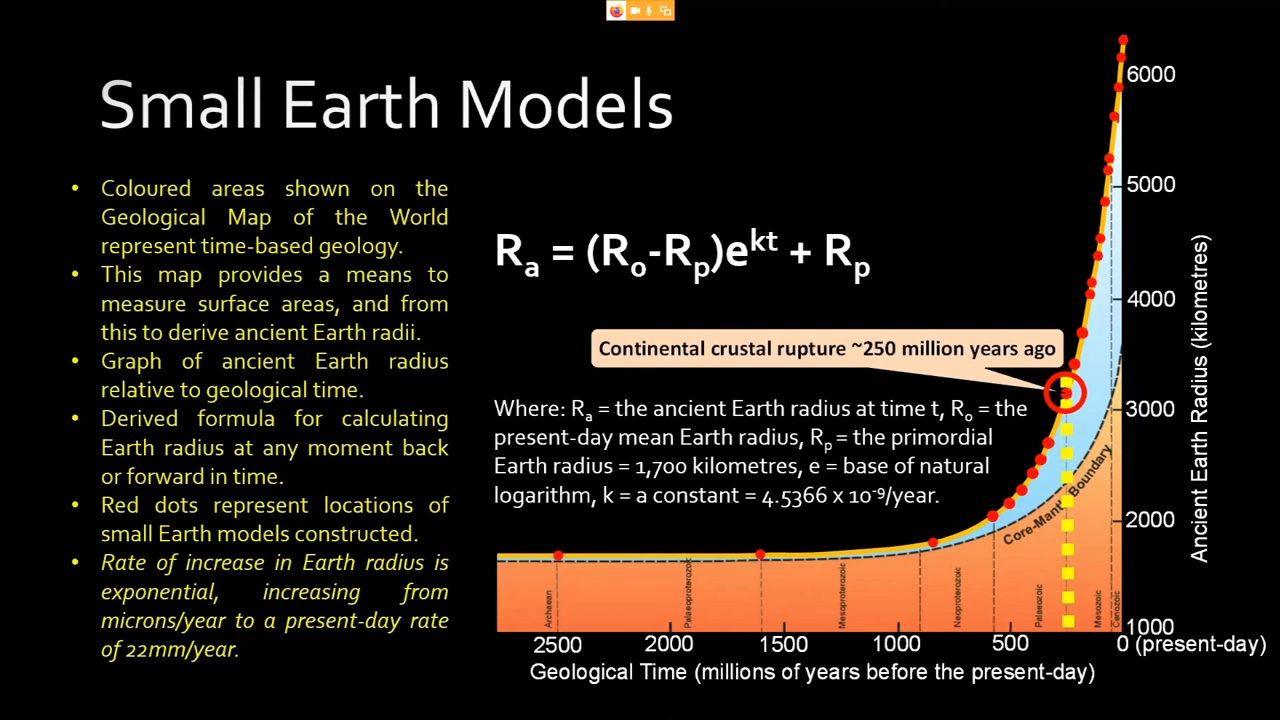 Small Earth Models
• Coloured areas shown on the
Geological Map of the World
represent time-based geology.
• This map provides a means to
measure surface areas, and from
this to derive ancient Earth radii.
• Graph of ancient Earth radius
relative to geological time.
• Derived formula for calculating
Earth radius at any moment back
or forward in time.
• Red dots represent locations of
small Earth models constructed.
• Rate of increase in Earth radius is
exponential, increasing from
microns/year to a present-day rate
of 22mm/year.
Rₐ = (Rₒ-Rₚ)eᵏᵗ + Rₚ
Continental crustal rupture ~250 million years ago
Where: Rₐ = the ancient Earth radius at time t, Rₒ = the
present-day mean Earth radius, Rₚ = the primordial
Earth radius = 1,700 kilometres, e = base of natural
logarithm, k = a constant = 4.5366 x 10⁻⁹/year.
6000
5000
4000
3000
2000
1000
Ancient Earth Radius (kilometres)
Core-Mantle Boundary
Archaean
Palaeoproterozoic
Mesoproterozoic
Neoproterozoic
Palaeozoic
Mesozoic
Cenozoic
2500 2000 1500 1000 500 0 (present-day)
Geological Time (millions of years before the present-day)